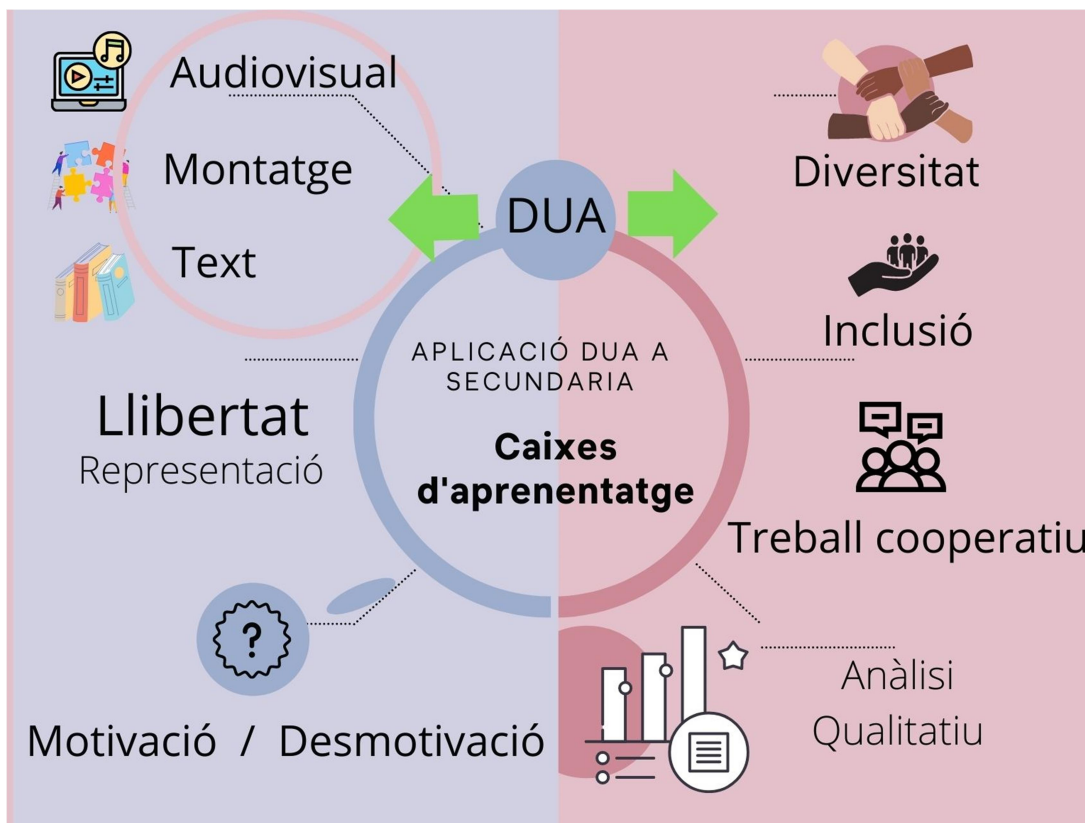 Audiovisual
Montatge
Text
Llibertat
Representació
Motivació / Desmotivació
DUA
APLICACIÓ DUA A
SECUNDARIA
Caixes
d'aprenentatge
Diversitat
Inclusió
Treball cooperatiu
Anàlisi
Qualitatiu
?